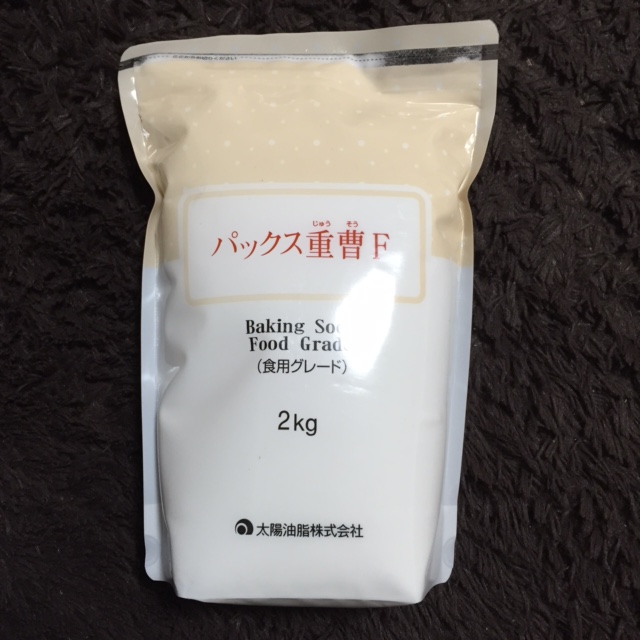 じゅう そう
パックス重曹F
Baking So
Food Grad
(食用グレード)
2kg
太陽油脂株式会社